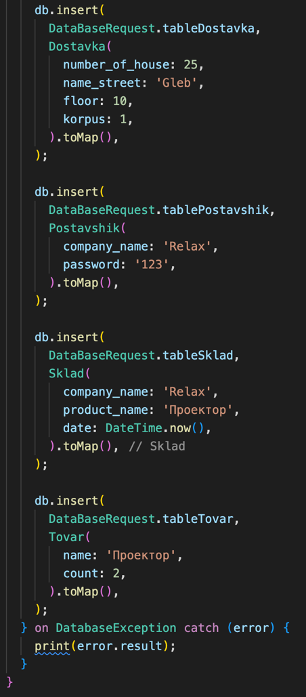 db.insert(
DataBaseRequest.tableDostavka,
Dostavka(
number_of_house: 25,
name_street: 'Gleb',
floor: 10,
korpus: 1,
).toMap(),
);
db.insert(
DataBaseRequest.tablePostavshik,
Postavshik(
company_name: 'Relax',
password: '123',
).toMap(),
);
db.insert(
DataBaseRequest.tableSklad,
Sklad(
company_name: 'Relax',
product_name: 'Проектор',
date: DateTime.now(),
).toMap(), // Sklad
);
db.insert(
DataBaseRequest.tableTovar,
Tovar(
name: 'Проектор',
count: 2,
).toMap(),
);
} on DatabaseException catch (error) {
print(error.result);
}
}